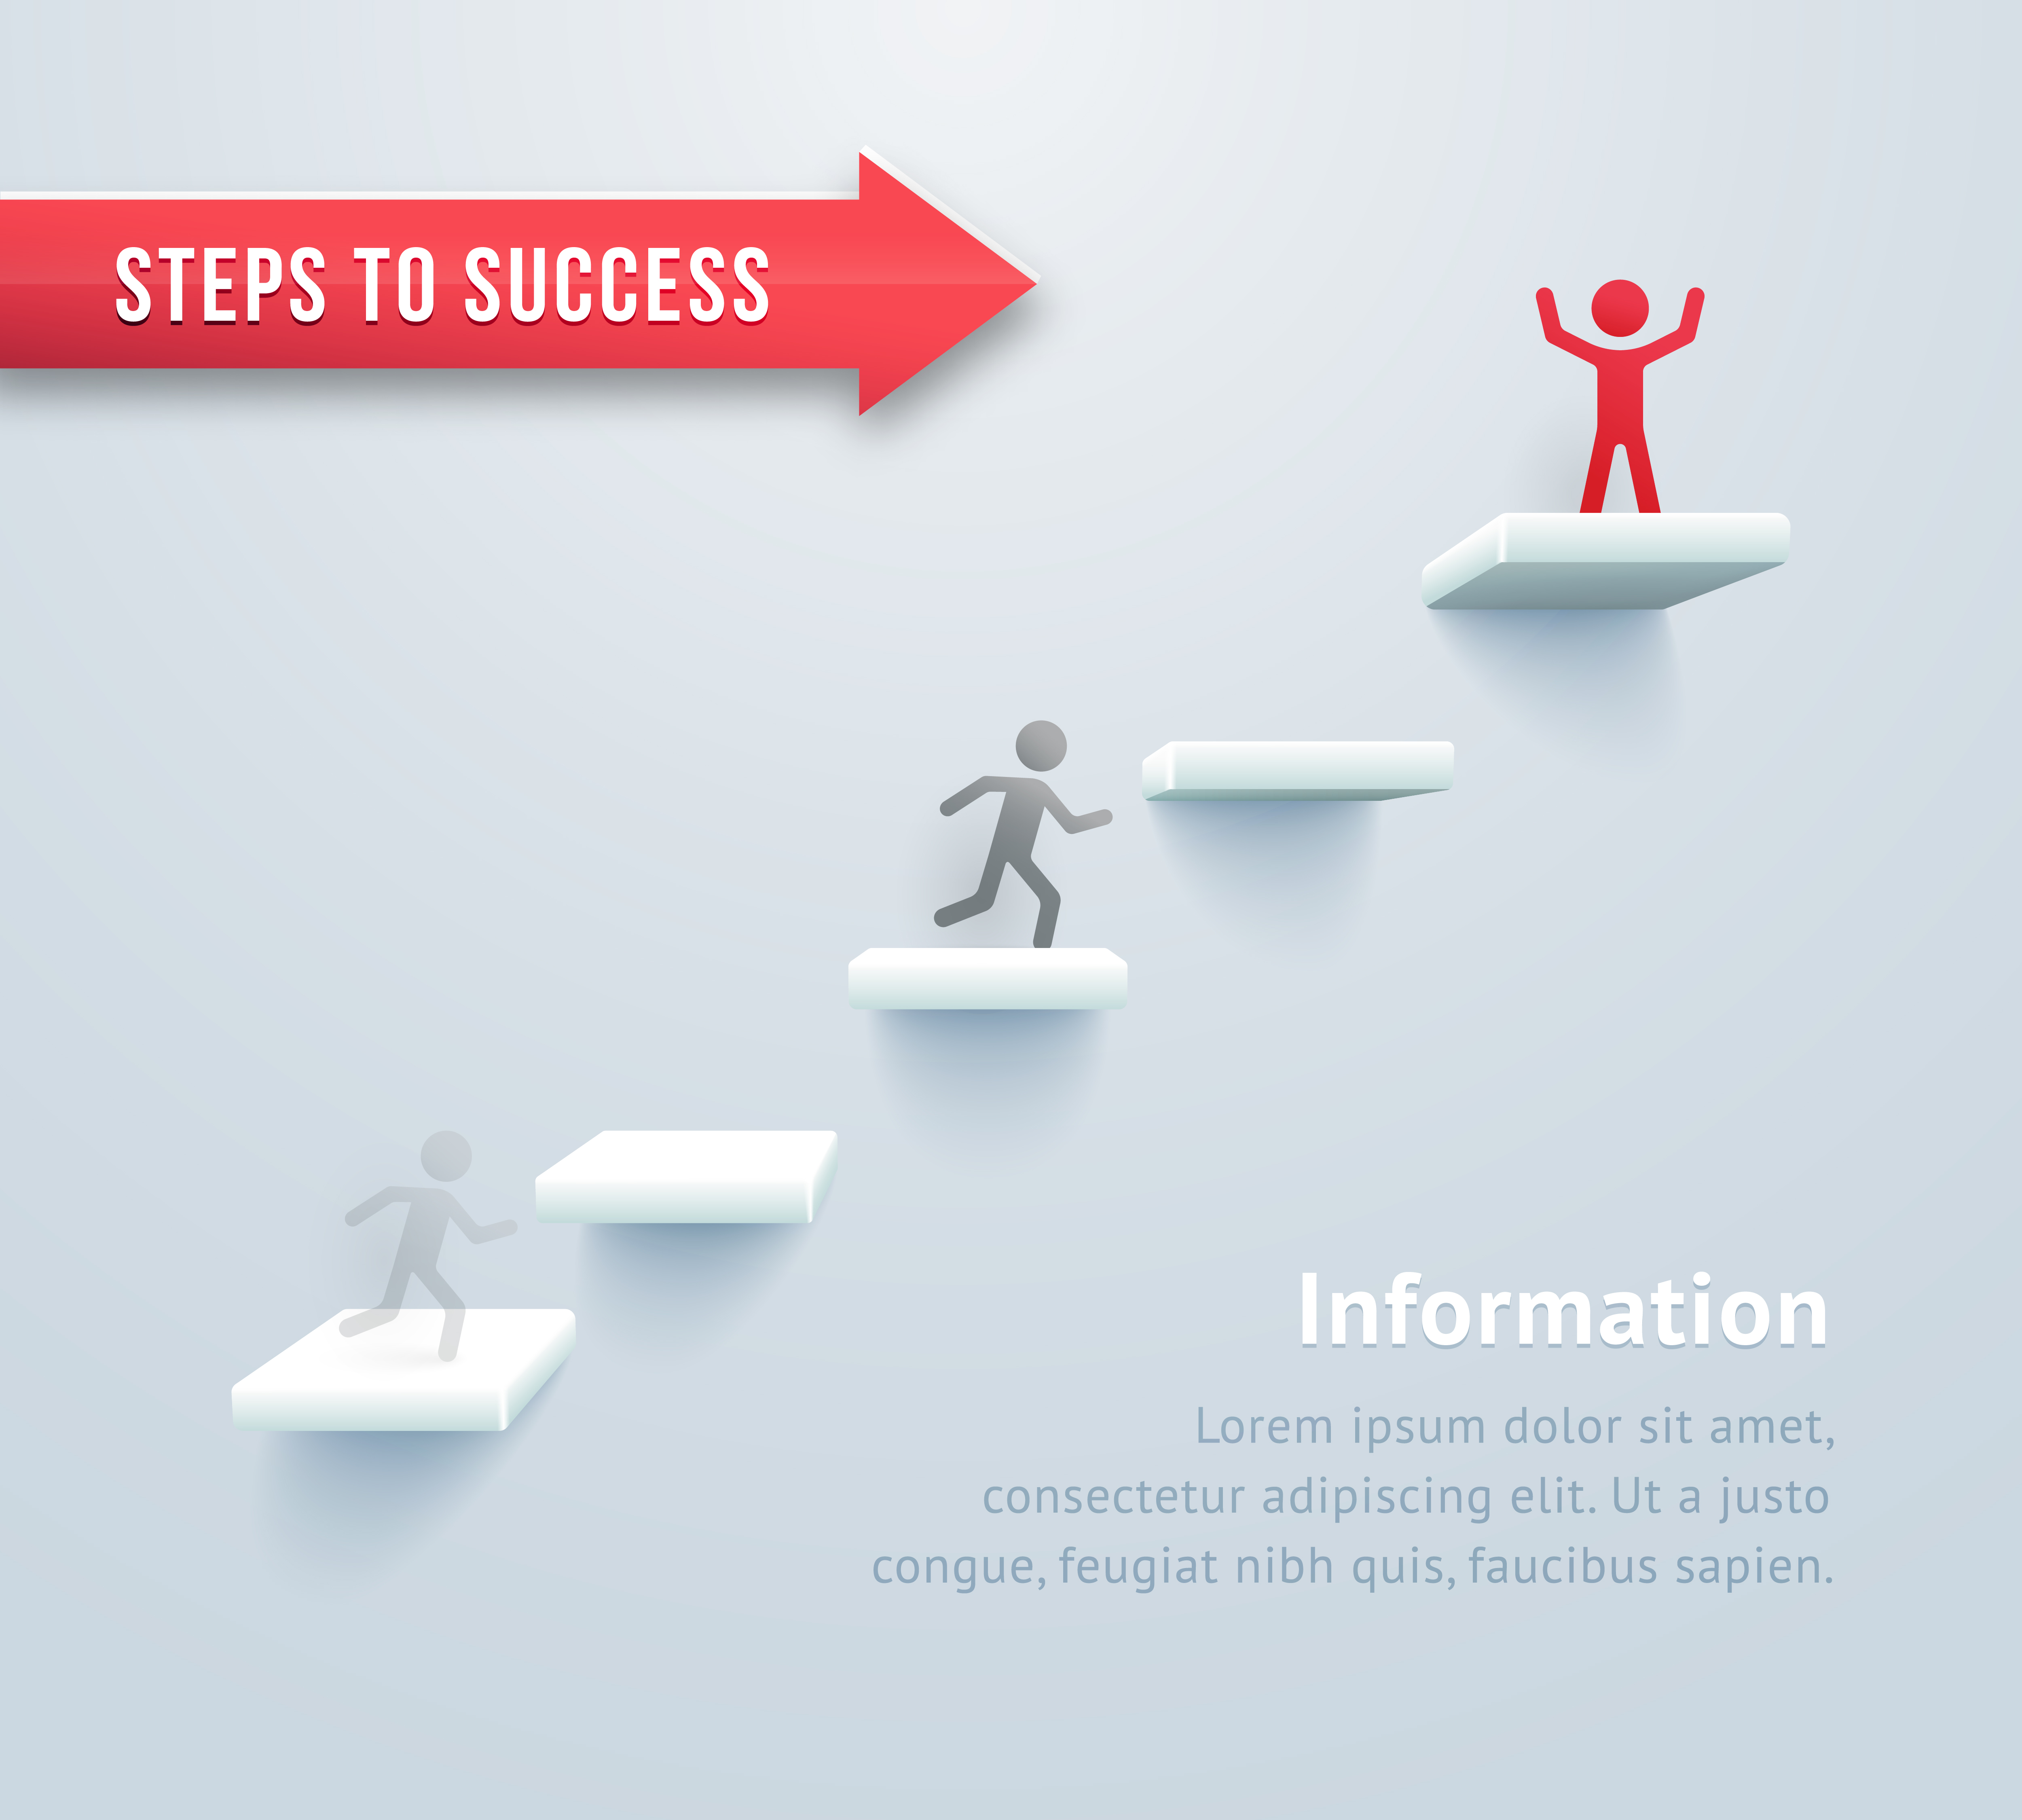 STEPS TO SUCCESS
Information
Lorem ipsum dolor sit amet,
consectetur adipiscing elit. Ut a justo
congue, feugiat nibh quis, faucibus sapien.